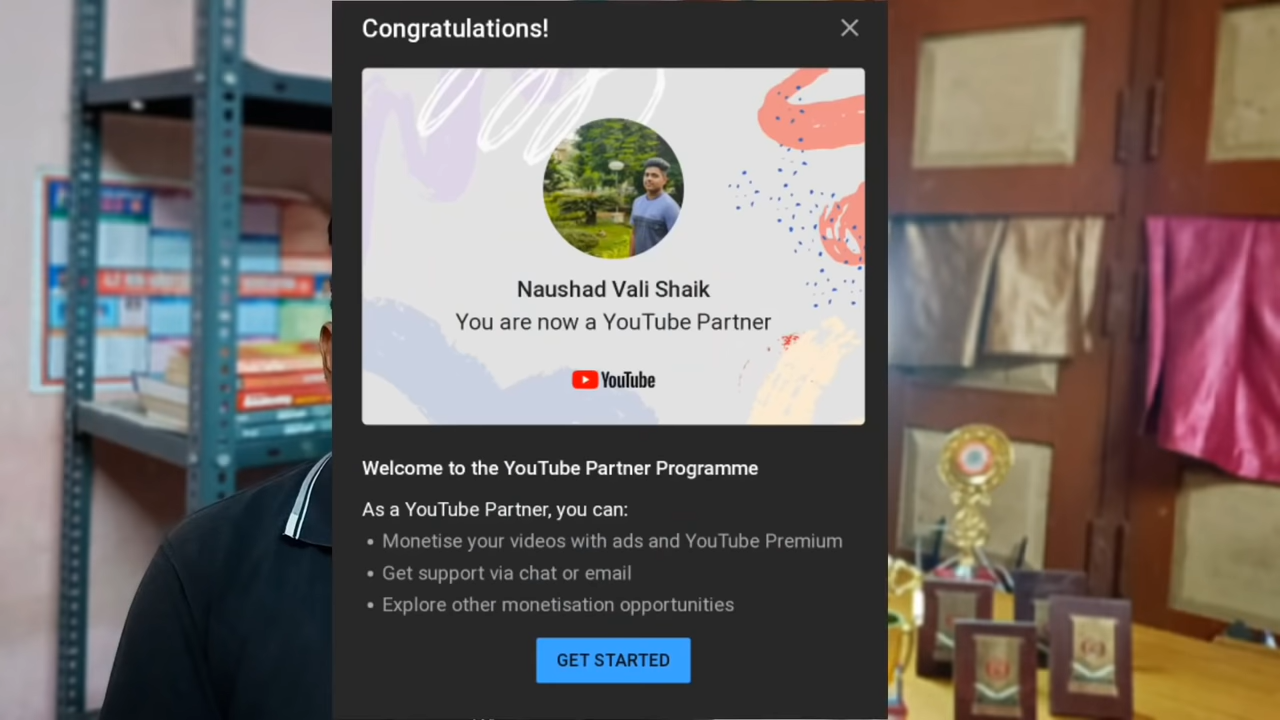 Congratulations!
Naushad Vali Shaik
You are now a YouTube Partner
YouTube
Welcome to the YouTube Partner Programme
As a YouTube Partner, you can:
• Monetise your videos with ads and YouTube Premium
• Get support via chat or email
• Explore other monetisation opportunities
GET STARTED